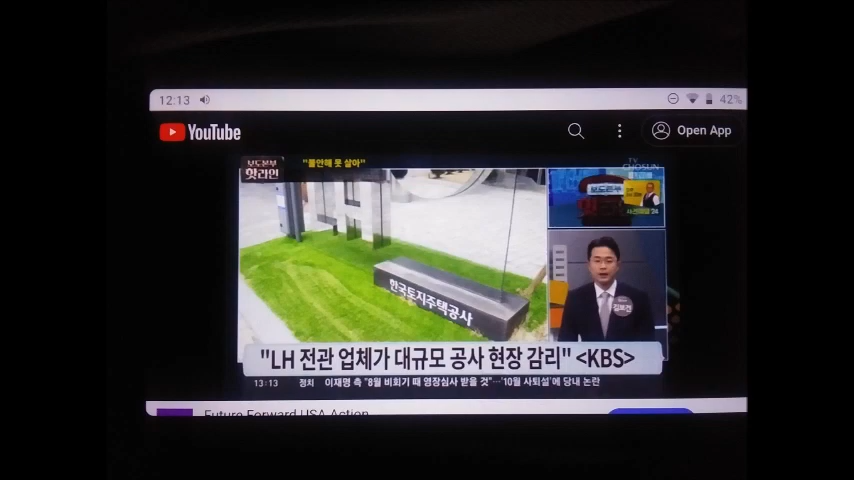 12:13
42%
YouTube
Open App
보도본부
핫라인
"불안해 못 살아"
TV CHOSUN
보도본부
한국토지주택공사
"LH 전관 업체가 대규모 공사 현장 감리" <KBS>
13:13 정치 이재명 측 "8월 비회기 때 영장심사 받을 것"…'10월 사퇴설'에 당내 논란
Future Forward USA Action